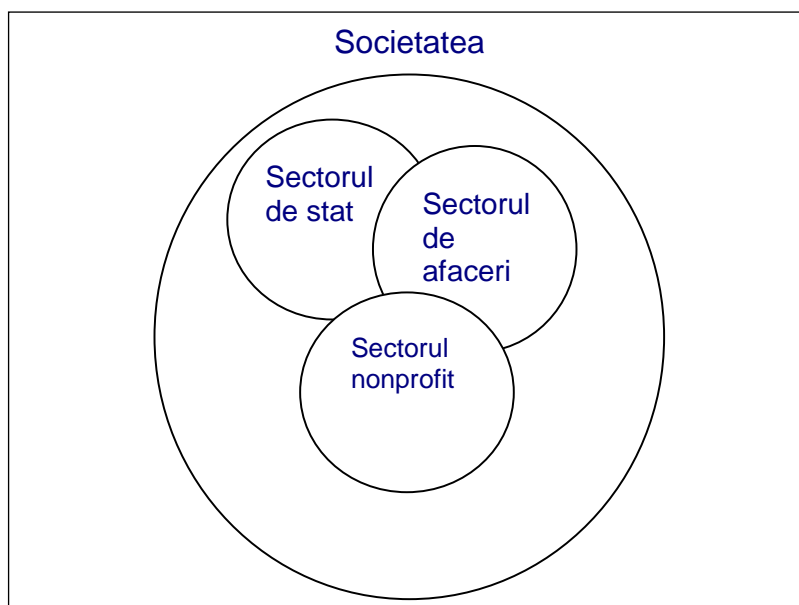 Societatea
Sectorul
de stat
Sectorul
de
afaceri
Sectorul
nonprofit